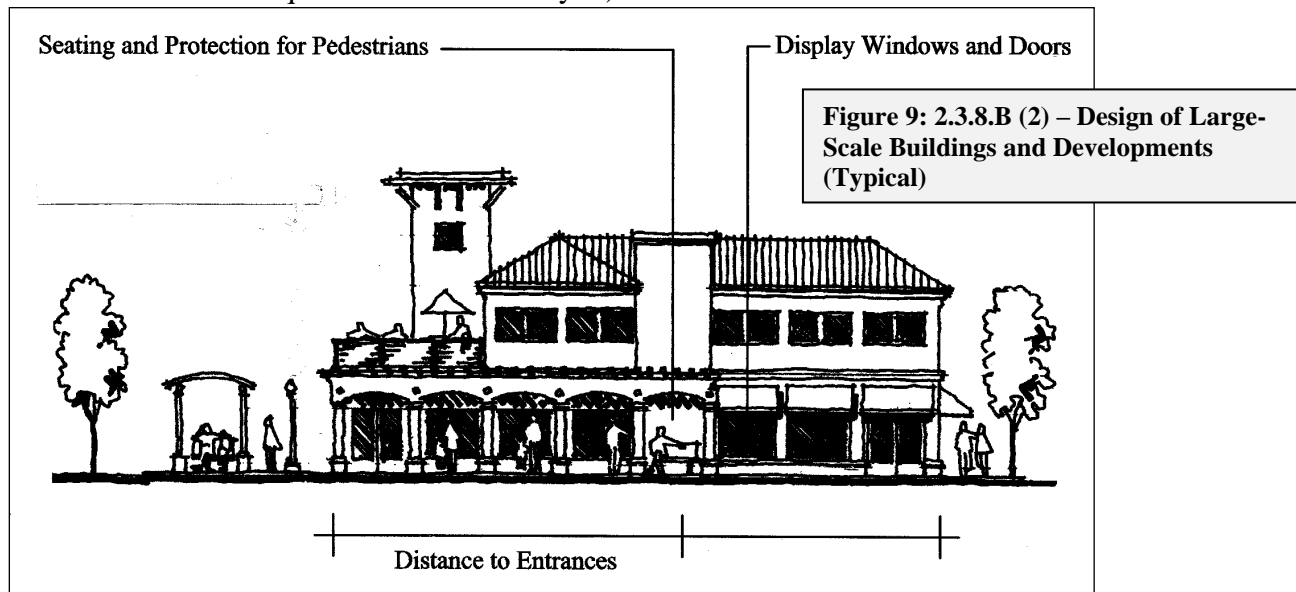 Seating and Protection for Pedestrians
Display Windows and Doors
Figure 9: 2.3.8.B (2) – Design of Large-
Scale Buildings and Developments
(Typical)
Distance to Entrances